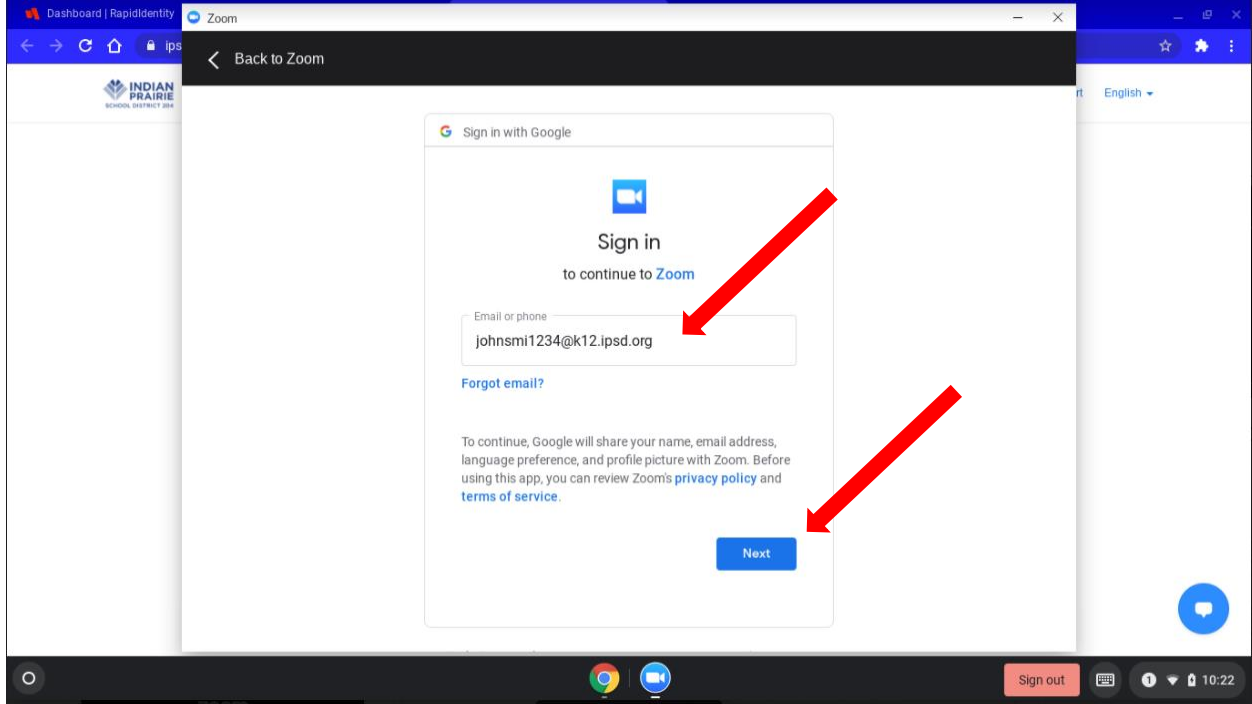 Dashboard | RapidIdentity
Zoom
ips
Back to Zoom
INDIAN
PRAIRIE
SCHOOL DISTRICT 204
rt
English
Sign in with Google
Sign in
to continue to Zoom
Email or phone
johnsmi1234@k12.ipsd.org
Forgot email?
To continue, Google will share your name, email address,
language preference, and profile picture with Zoom. Before
using this app, you can review Zoom's privacy policy and
terms of service.
Next
Sign out
1
10:22